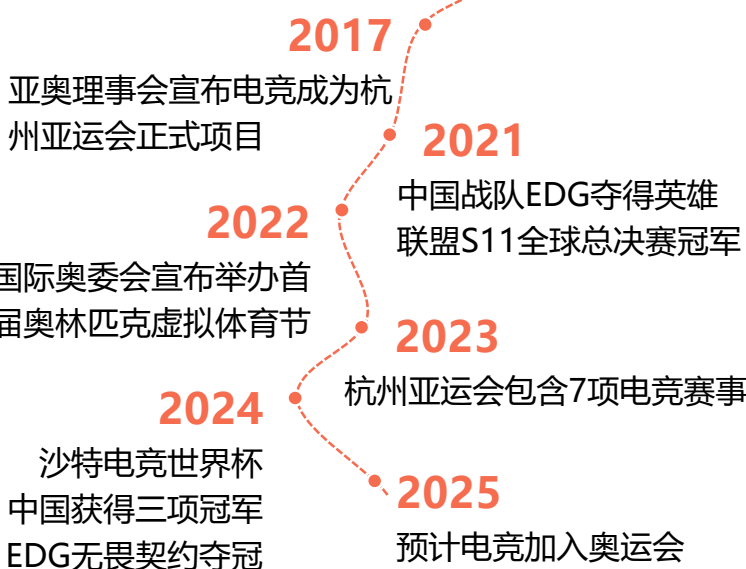 2017
亚奥理事会宣布电竞成为杭
州亚运会正式项目
2021
中国战队EDG夺得英雄
联盟S11全球总决赛冠军
2022
国际奥委会宣布举办首
届奥林匹克虚拟体育节
2023
杭州亚运会包含7项电竞赛事
2024
沙特电竞世界杯
中国获得三项冠军
EDG无畏契约夺冠
2025
预计电竞加入奥运会